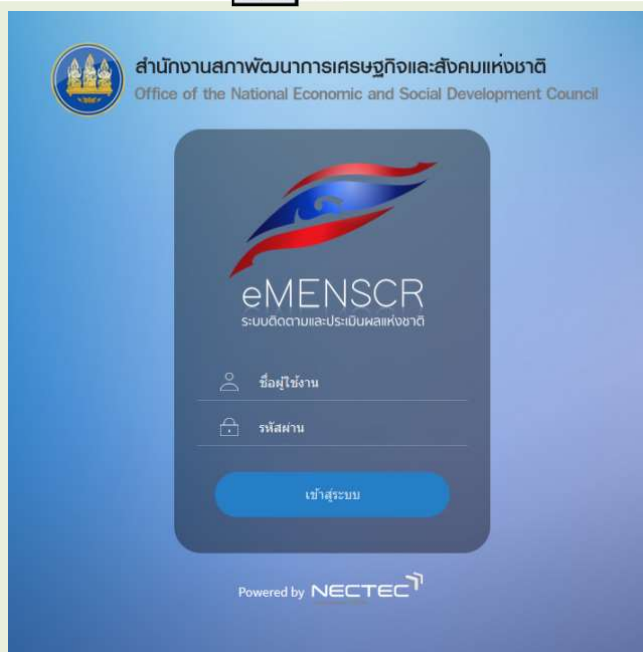 สำนักงานสภาพัฒนาการเศรษฐกิจและสังคมแห่งชาติ
Office of the National Economic and Social Development Council
eMENSCR
ระบบติดตามและประเมินผลแห่งชาติ
ชื่อผู้ใช้งาน
รหัสผ่าน
เข้าสู่ระบบ
Powered by NECTEC